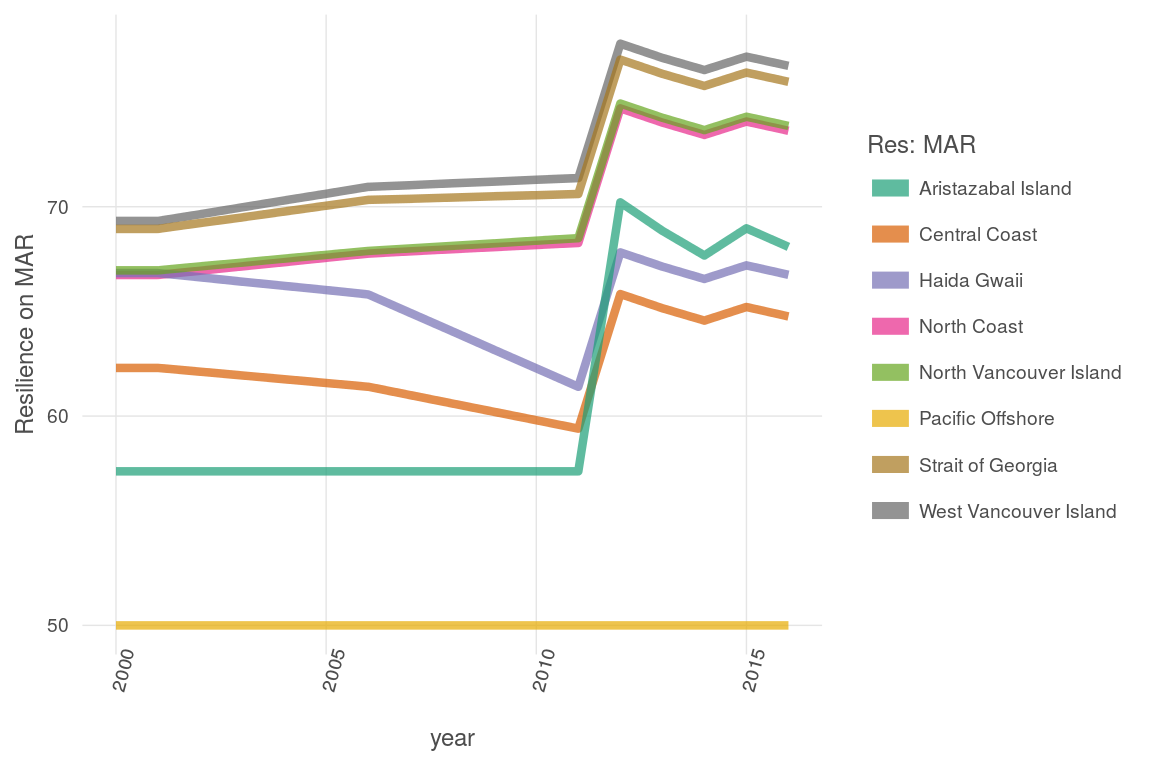 Resilience on MAR
70
60
50
2000
2005
2010
2015
year
Res: MAR
Aristazabal Island
Central Coast
Haida Gwaii
North Coast
North Vancouver Island
Pacific Offshore
Strait of Georgia
West Vancouver Island